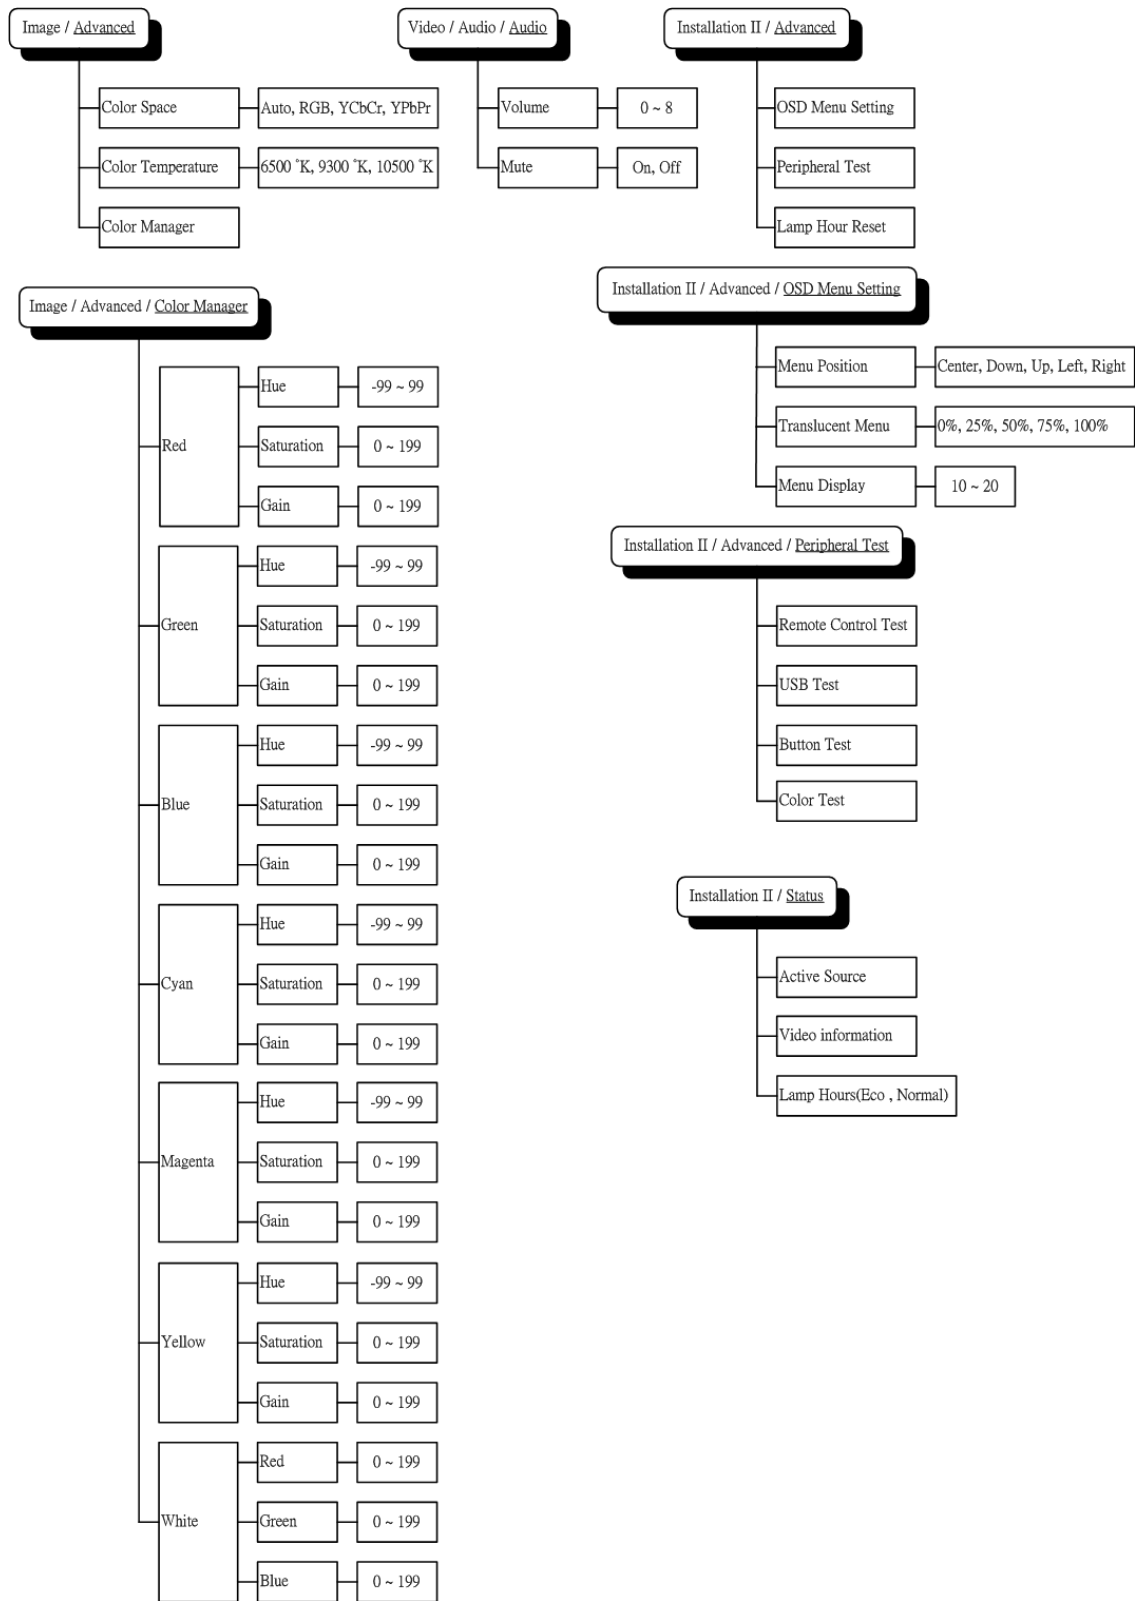 Image / Advanced
Color Space
Auto, RGB, YCbCr, YPbPr
Color Temperature
6500 ˚K, 9300 ˚K, 10500 ˚K
Color Manager
Video / Audio / Audio
Volume
0 ~ 8
Mute
On, Off
Installation II / Advanced
OSD Menu Setting
Peripheral Test
Lamp Hour Reset
Image / Advanced / Color Manager
Red
Hue
-99 ~ 99
Saturation
0 ~ 199
Gain
0 ~ 199
Green
Hue
-99 ~ 99
Saturation
0 ~ 199
Gain
0 ~ 199
Blue
Hue
-99 ~ 99
Saturation
0 ~ 199
Gain
0 ~ 199
Cyan
Hue
-99 ~ 99
Saturation
0 ~ 199
Gain
0 ~ 199
Magenta
Hue
-99 ~ 99
Saturation
0 ~ 199
Gain
0 ~ 199
Yellow
Hue
-99 ~ 99
Saturation
0 ~ 199
Gain
0 ~ 199
White
Red
0 ~ 199
Green
0 ~ 199
Blue
0 ~ 199
Installation II / Advanced / OSD Menu Setting
Menu Position
Center, Down, Up, Left, Right
Translucent Menu
0%, 25%, 50%, 75%, 100%
Menu Display
10 ~ 20
Installation II / Advanced / Peripheral Test
Remote Control Test
USB Test
Button Test
Color Test
Installation II / Status
Active Source
Video information
Lamp Hours(Eco , Normal)